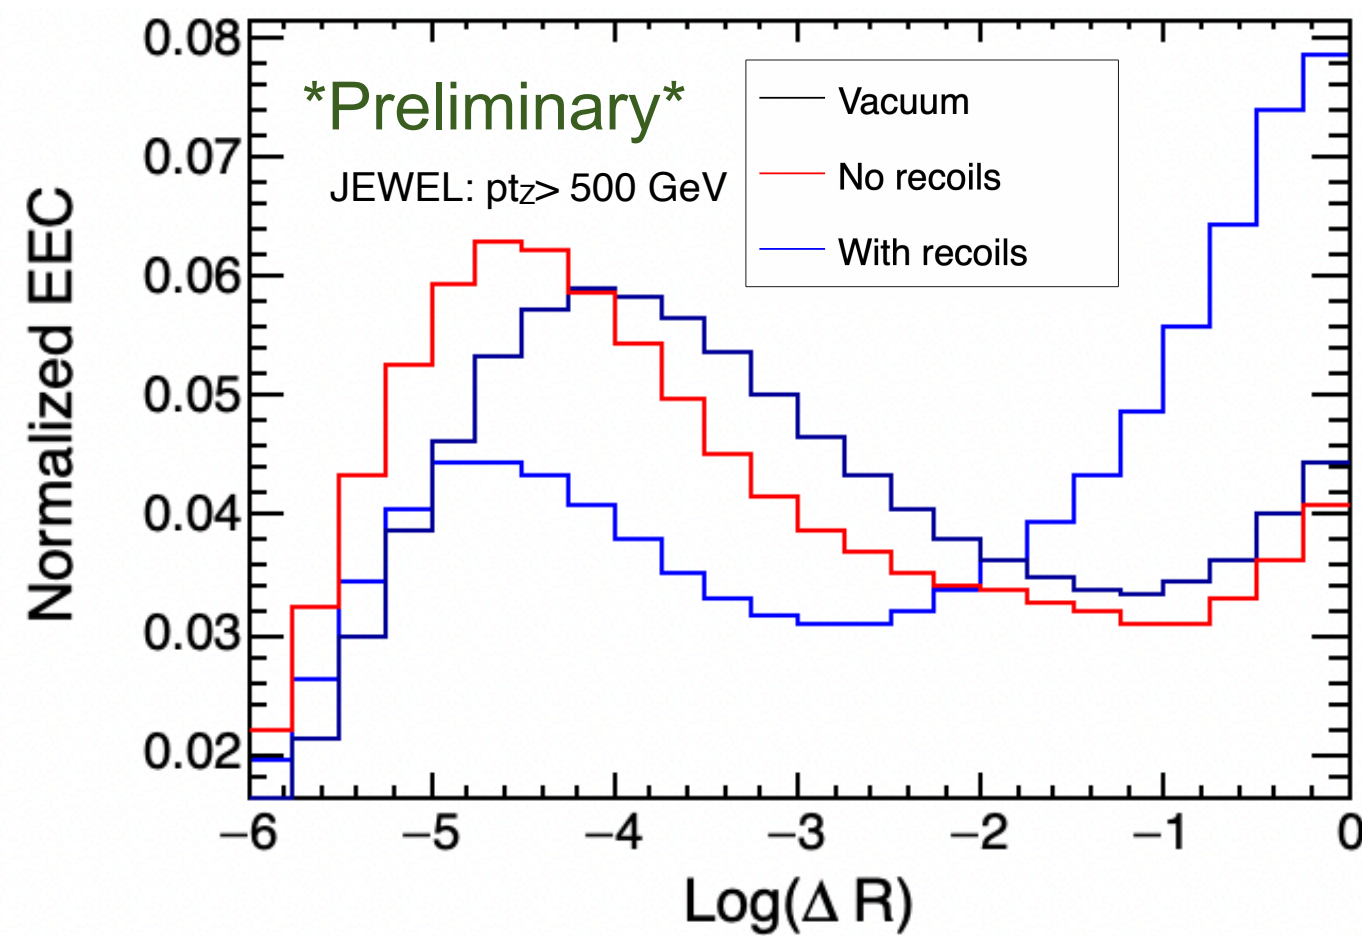 0.08
0.07
0.06
0.05
0.04
0.03
0.02
Normalized EEC
*Preliminary*
JEWEL: ptZ> 500 GeV
Vacuum
No recoils
With recoils
−6 −5 −4 −3 −2 −1 0
Log(Δ R)